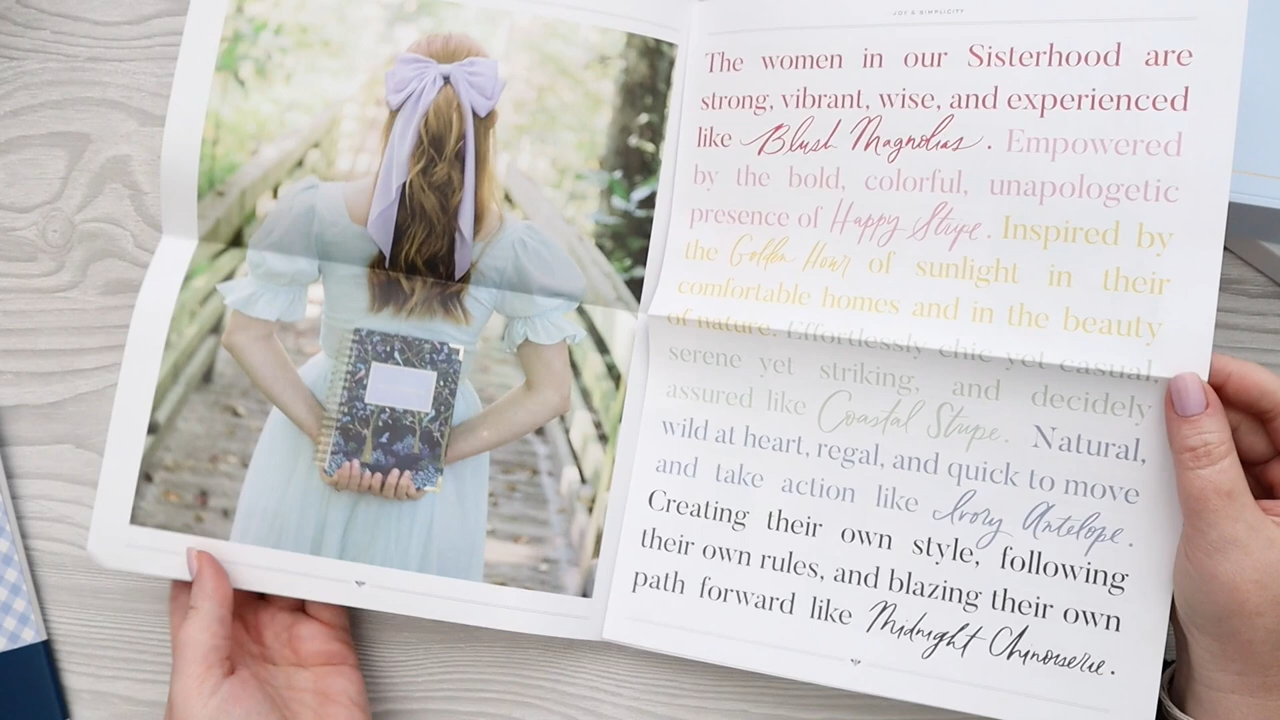 JOY & SIMPLICITY
The women in our Sisterhood are
strong, vibrant, wise, and experienced
like Blush Magnolias. Empowered
by the bold, colorful, unapologetic
presence of Happy Stripe. Inspired by
the Golden Hour of sunlight in their
comfortable homes and in the beauty
of nature. Effortlessly chic yet casual,
serene yet striking, and decidedly
assured like Coastal Stripe. Natural,
wild at heart, regal, and quick to move
and take action like Ivory Antelope.
Creating their own style, following
their own rules, and blazing their own
path forward like Midnight Chinoiserie.